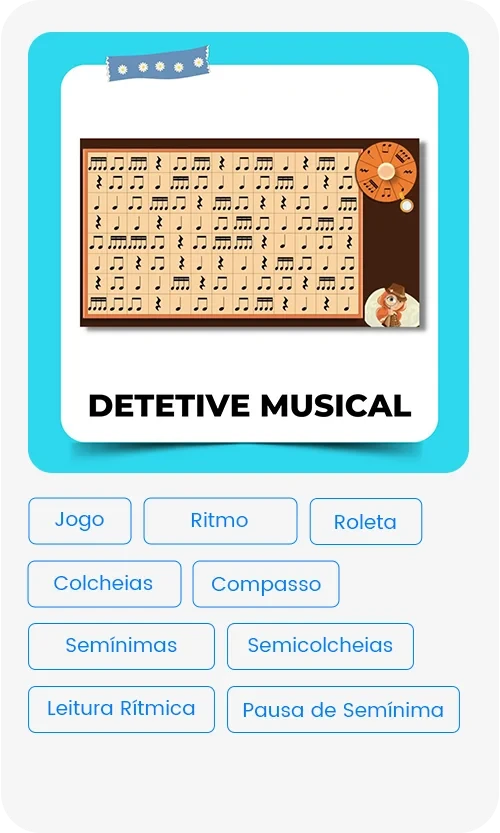 DETETIVE MUSICAL
Jogo
Ritmo
Roleta
Colcheias
Compasso
Semínimas
Semicolcheias
Leitura Rítmica
Pausa de Semínima